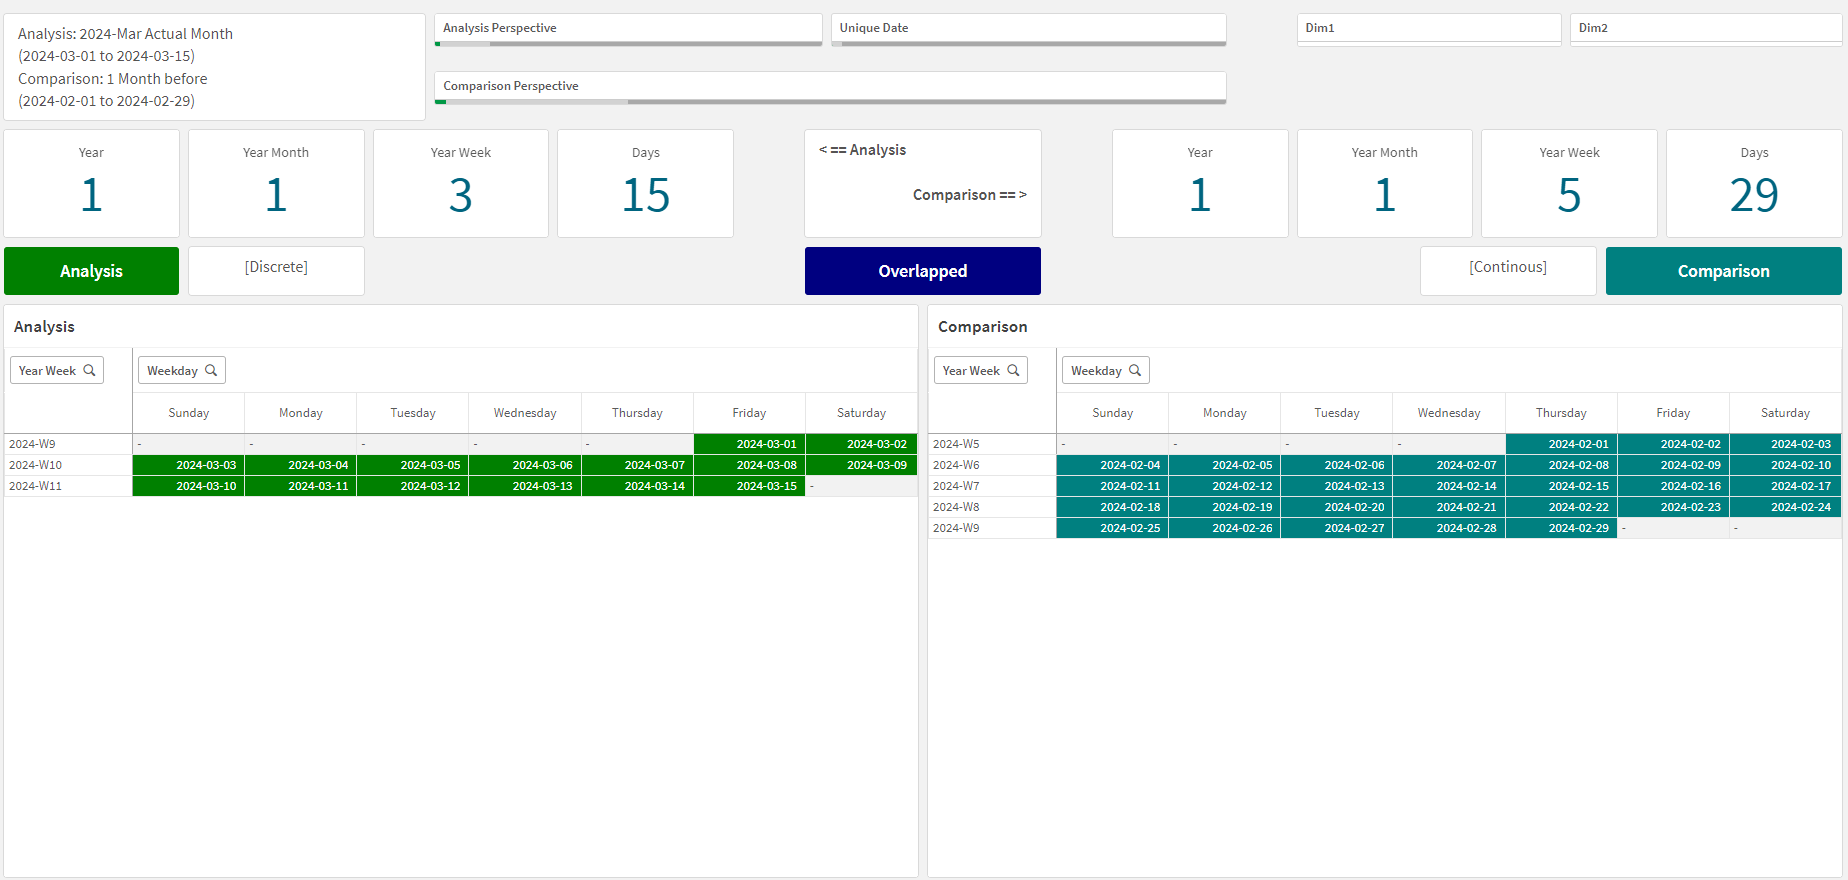 Analysis: 2024-Mar Actual Month
(2024-03-01 to 2024-03-15)
Comparison: 1 Month before
(2024-02-01 to 2024-02-29)
Analysis Perspective
Unique Date
Dim1
Dim2
Comparison Perspective
Year
1
Year Month
1
Year Week
3
Days
15
< == Analysis
Comparison == >
Year
1
Year Month
1
Year Week
5
Days
29
Analysis
[Discrete]
Overlapped
[Continous]
Comparison
Analysis
Year Week
Weekday
Sunday Monday Tuesday Wednesday Thursday Friday Saturday
2024-W9 - - - - - 2024-03-01 2024-03-02
2024-W10 2024-03-03 2024-03-04 2024-03-05 2024-03-06 2024-03-07 2024-03-08 2024-03-09
2024-W11 2024-03-10 2024-03-11 2024-03-12 2024-03-13 2024-03-14 2024-03-15 -
Comparison
Year Week
Weekday
Sunday Monday Tuesday Wednesday Thursday Friday Saturday
2024-W5 - - - - 2024-02-01 2024-02-02 2024-02-03
2024-W6 2024-02-04 2024-02-05 2024-02-06 2024-02-07 2024-02-08 2024-02-09 2024-02-10
2024-W7 2024-02-11 2024-02-12 2024-02-13 2024-02-14 2024-02-15 2024-02-16 2024-02-17
2024-W8 2024-02-18 2024-02-19 2024-02-20 2024-02-21 2024-02-22 2024-02-23 2024-02-24
2024-W9 2024-02-25 2024-02-26 2024-02-27 2024-02-28 2024-02-29 - -